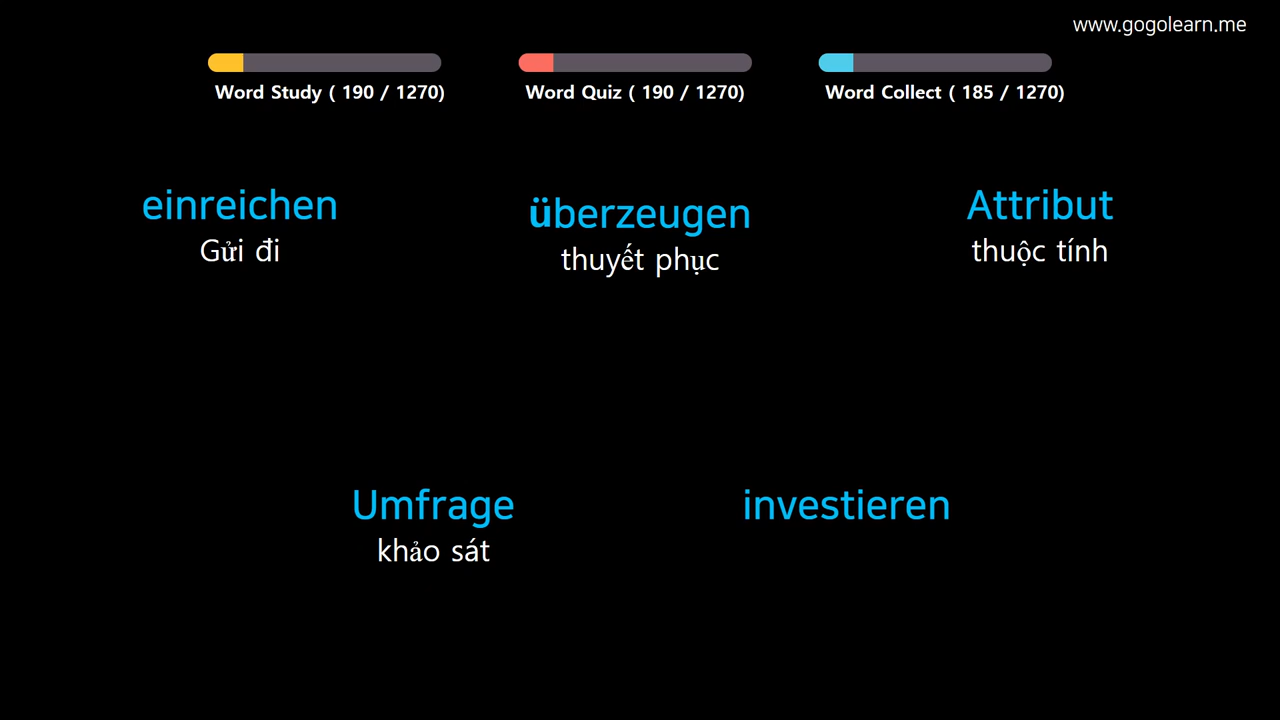 www.gogolearn.me
Word Study ( 190 / 1270)
Word Quiz ( 190 / 1270)
Word Collect ( 185 / 1270)
einreichen
Gửi đi
überzeugen
thuyết phục
Attribut
thuộc tính
Umfrage
khảo sát
investieren